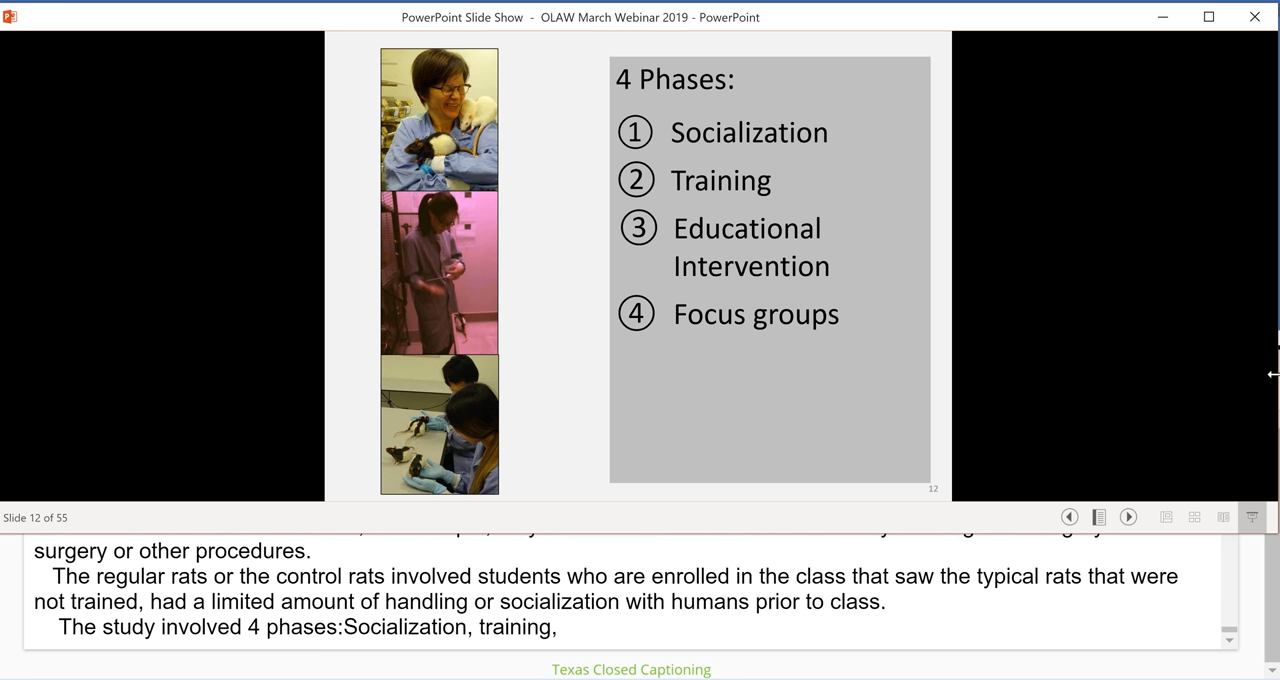 PowerPoint Slide Show - OLAW March Webinar 2019 - PowerPoint
4 Phases:
① Socialization
② Training
③ Educational
Intervention
④ Focus groups
12
Slide 12 of 55
surgery or other procedures.
The regular rats or the control rats involved students who are enrolled in the class that saw the typical rats that were
not trained, had a limited amount of handling or socialization with humans prior to class.
The study involved 4 phases:Socialization, training,
Texas Closed Captioning